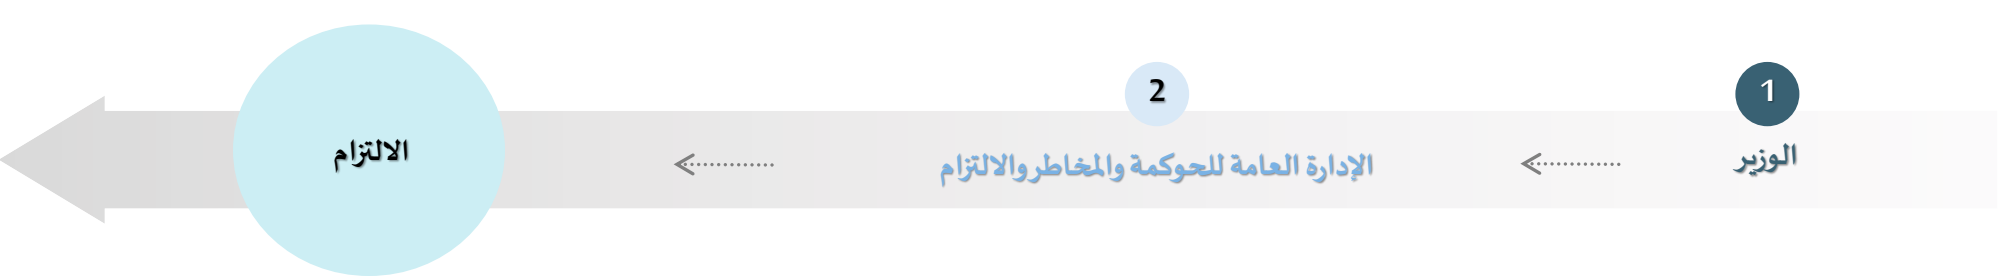 1
الوزير
2
الإدارة العامة للحوكمة والمخاطر والالتزام
الالتزام